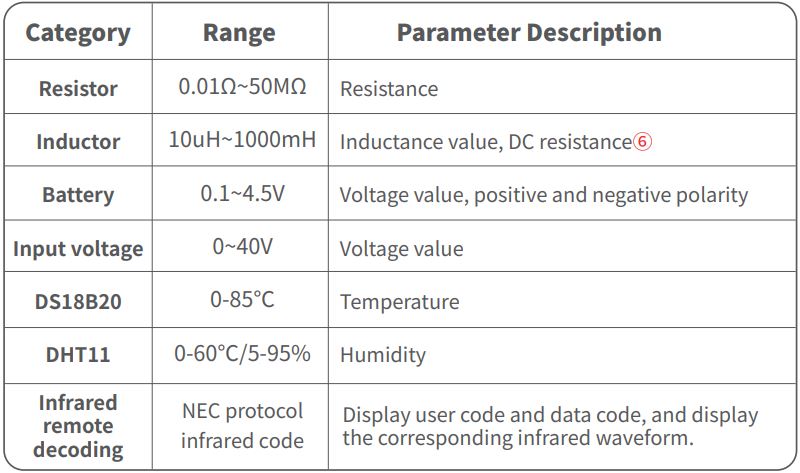 Category Range Parameter Description
Resistor 0.01Ω~50MΩ Resistance
Inductor 10uH~1000mH Inductance value, DC resistance⑥
Battery 0.1~4.5V Voltage value, positive and negative polarity
Input voltage 0~40V Voltage value
DS18B20 0-85℃ Temperature
DHT11 0-60℃/5-95% Humidity
Infrared
remote
decoding
NEC protocol
infrared code
Display user code and data code, and display
the corresponding infrared waveform.